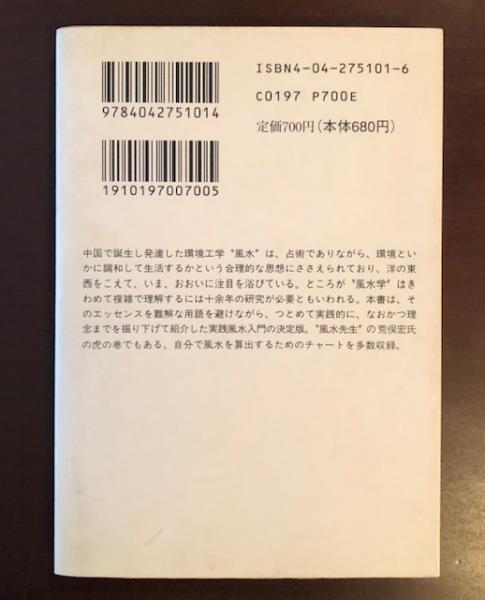 ISBN4-04-275101-6
9784042751014
C0197 P700E
定価700円(本体680円)
1910197007005
中国で誕生し発達した環境工学〝風水〟は、占術でありながら、環境とい
かに調和して生活するかという合理的な思想にささえられており、洋の東
西をこえて、いま、おおいに注目を浴びている。ところが〝風水学〟はき
わめて複雑で理解するには十余年の研究が必要ともいわれる。本書は、そ
のエッセンスを難解な用語を避けながら、つとめて実践的に、なおかつ理
念までを掘り下げて紹介した実践風水入門の決定版。〝風水先生〟の荒俣宏氏
の虎の巻でもある。自分で風水を算出するためのチャートを多数収録。